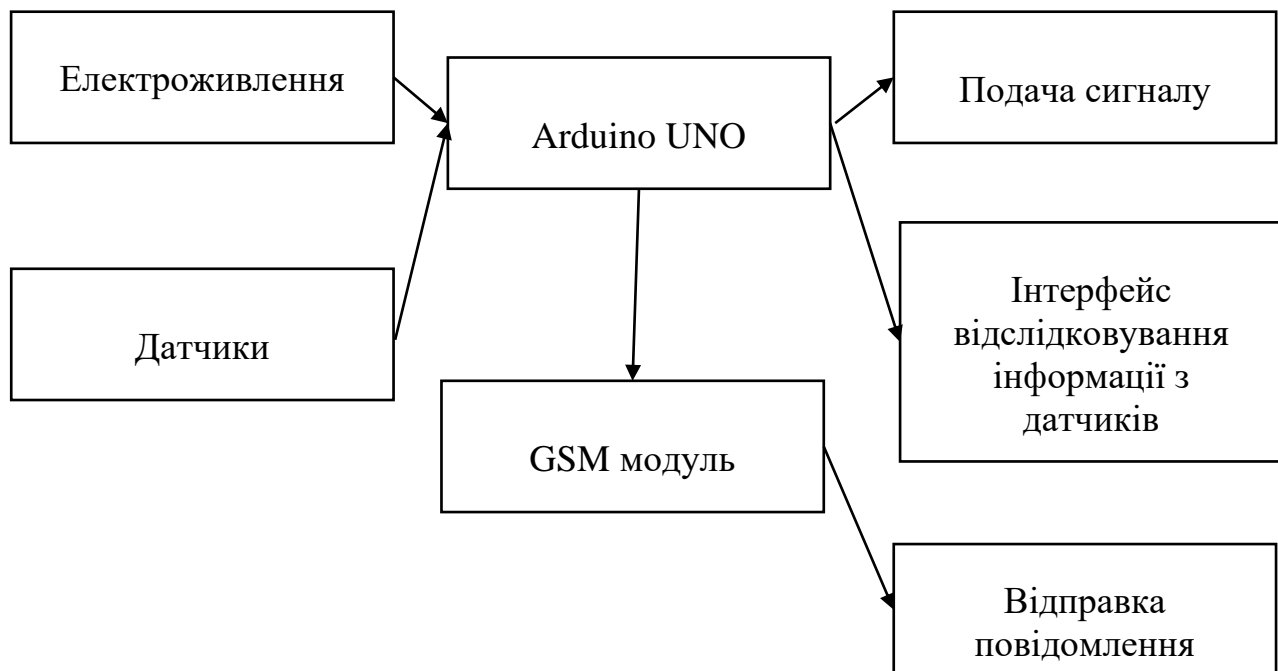 Електроживлення
Arduino UNO
Подача сигналу
Датчики
Інтерфейс
відслідковування
інформації з
датчиків
GSM модуль
Відправка
повідомлення